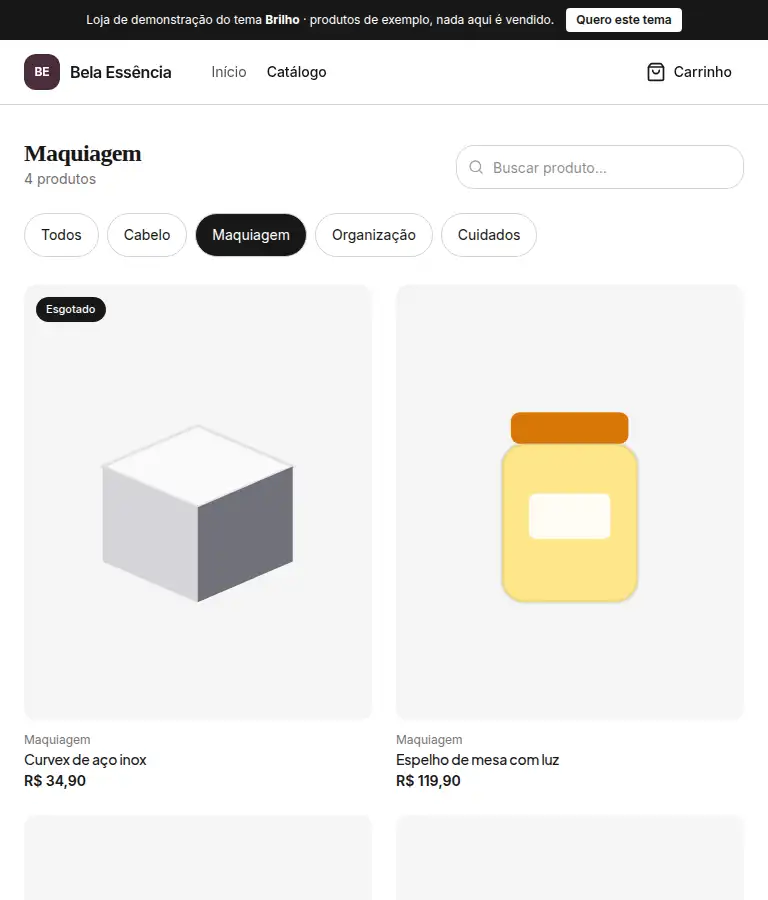 Loja de demonstração do tema Brilho · produtos de exemplo, nada aqui é vendido. Quero este tema
BE Bela Essência Início Catálogo Carrinho
Maquiagem
4 produtos
Buscar produto...
Todos Cabelo Maquiagem Organização Cuidados
Esgotado
Maquiagem
Curvex de aço inox
R$ 34,90
Maquiagem
Espelho de mesa com luz
R$ 119,90